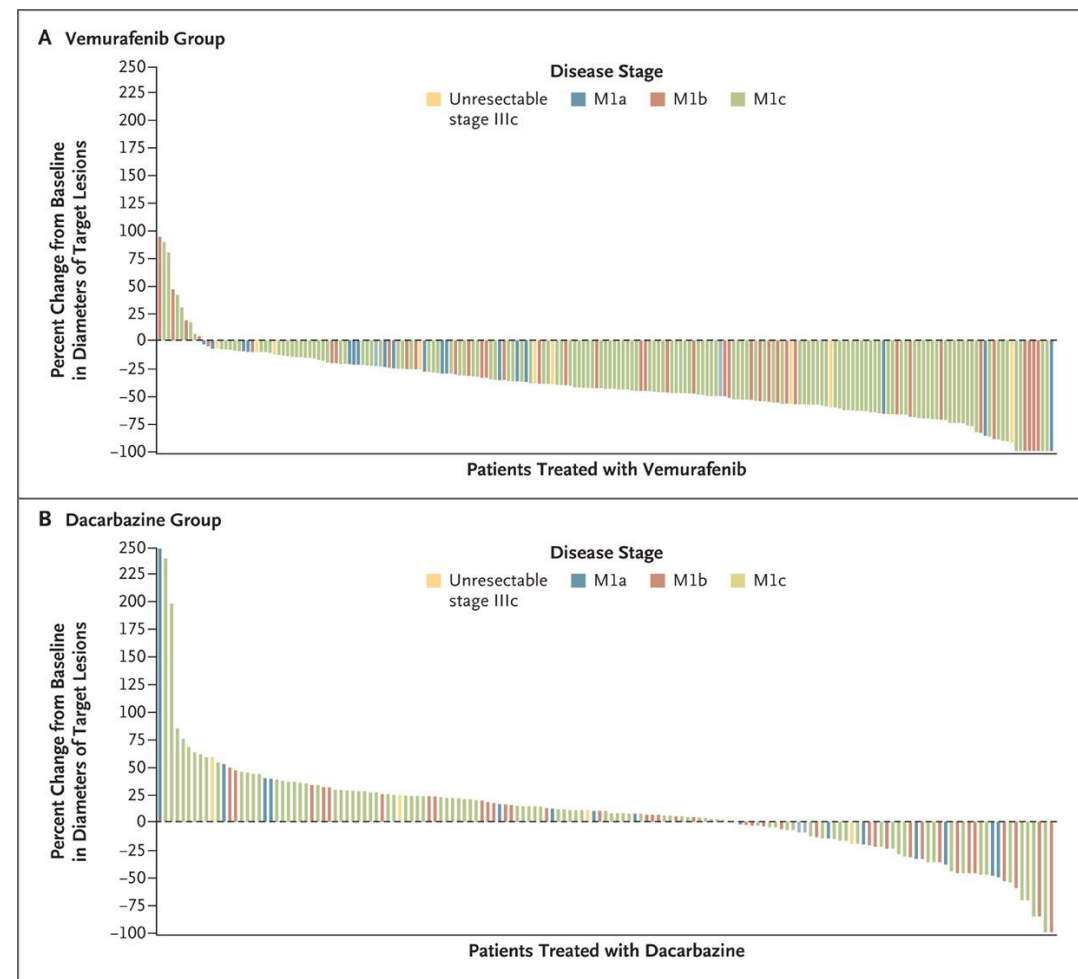 A Vemurafenib Group
Disease Stage
Unresectable stage IIIc
M1a
M1b
M1c
250
225
200
175
150
125
100
75
50
25
0
−25
−50
−75
−100
Percent Change from Baseline
in Diameters of Target Lesions
Patients Treated with Vemurafenib
B Dacarbazine Group
Disease Stage
Unresectable stage IIIc
M1a
M1b
M1c
250
225
200
175
150
125
100
75
50
25
0
−25
−50
−75
−100
Percent Change from Baseline
in Diameters of Target Lesions
Patients Treated with Dacarbazine